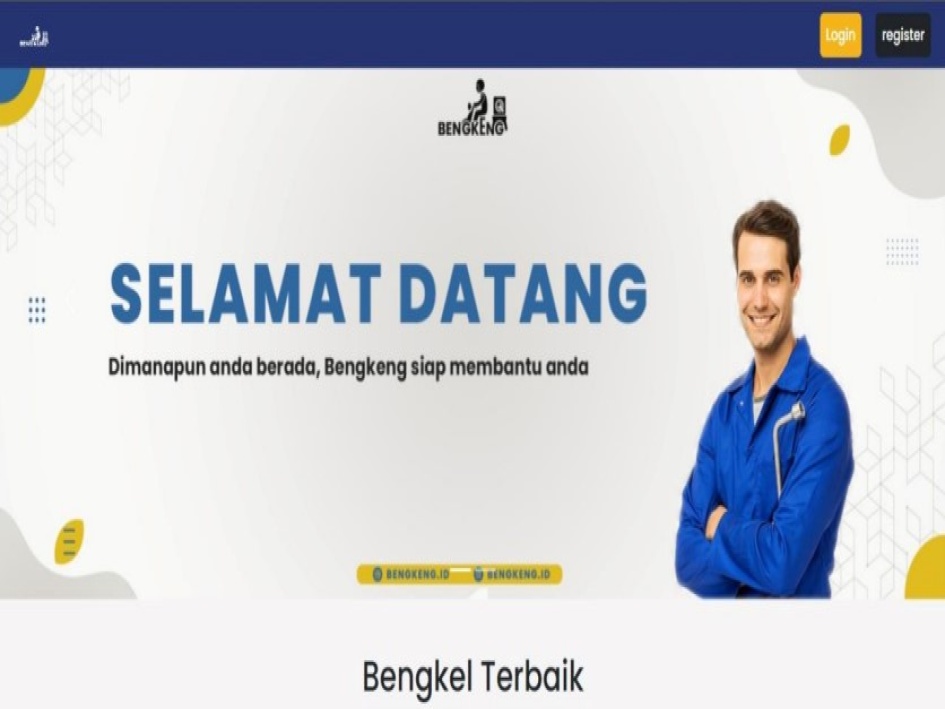 Login
register
BENGKENG
SELAMAT DATANG
Dimanapun anda berada, Bengkeng siap membantu anda
BENGKENG.ID
BENGKENG.ID
Bengkel Terbaik